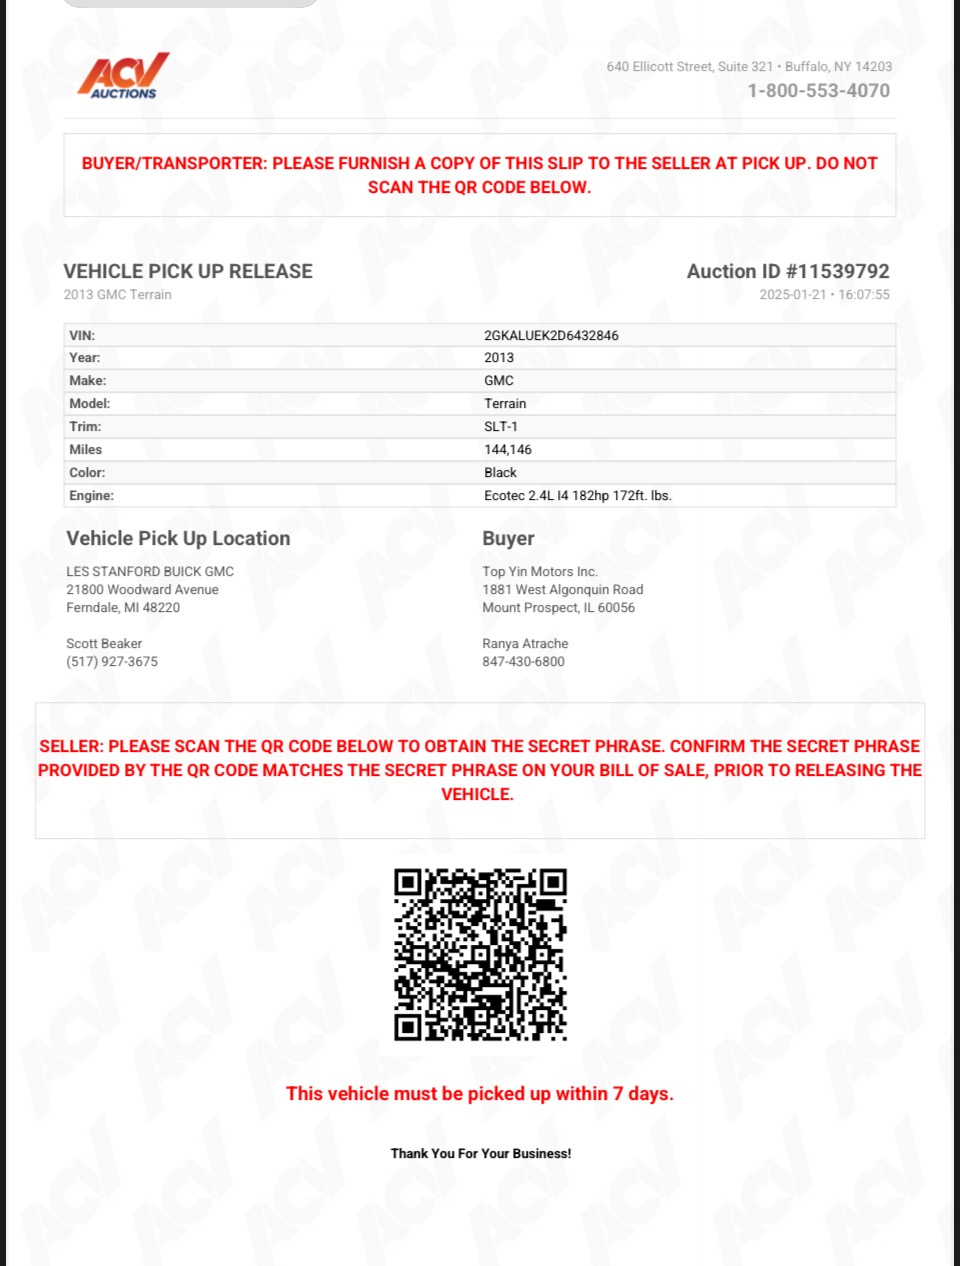 ACV
AUCTIONS
640 Ellicott Street, Suite 321 • Buffalo, NY 14203
1-800-553-4070
BUYER/TRANSPORTER: PLEASE FURNISH A COPY OF THIS SLIP TO THE SELLER AT PICK UP. DO NOT
SCAN THE QR CODE BELOW.
VEHICLE PICK UP RELEASE
Auction ID #11539792
2013 GMC Terrain
2025-01-21 • 16:07:55
VIN: 2GKALUEK2D6432846
Year: 2013
Make: GMC
Model: Terrain
Trim: SLT-1
Miles 144,146
Color: Black
Engine: Ecotec 2.4L I4 182hp 172ft. lbs.
Vehicle Pick Up Location
LES STANFORD BUICK GMC
21800 Woodward Avenue
Ferndale, MI 48220
Scott Beaker
(517) 927-3675
Buyer
Top Yin Motors Inc.
1881 West Algonquin Road
Mount Prospect, IL 60056
Ranya Atrache
847-430-6800
SELLER: PLEASE SCAN THE QR CODE BELOW TO OBTAIN THE SECRET PHRASE. CONFIRM THE SECRET PHRASE
PROVIDED BY THE QR CODE MATCHES THE SECRET PHRASE ON YOUR BILL OF SALE, PRIOR TO RELEASING THE
VEHICLE.
This vehicle must be picked up within 7 days.
Thank You For Your Business!